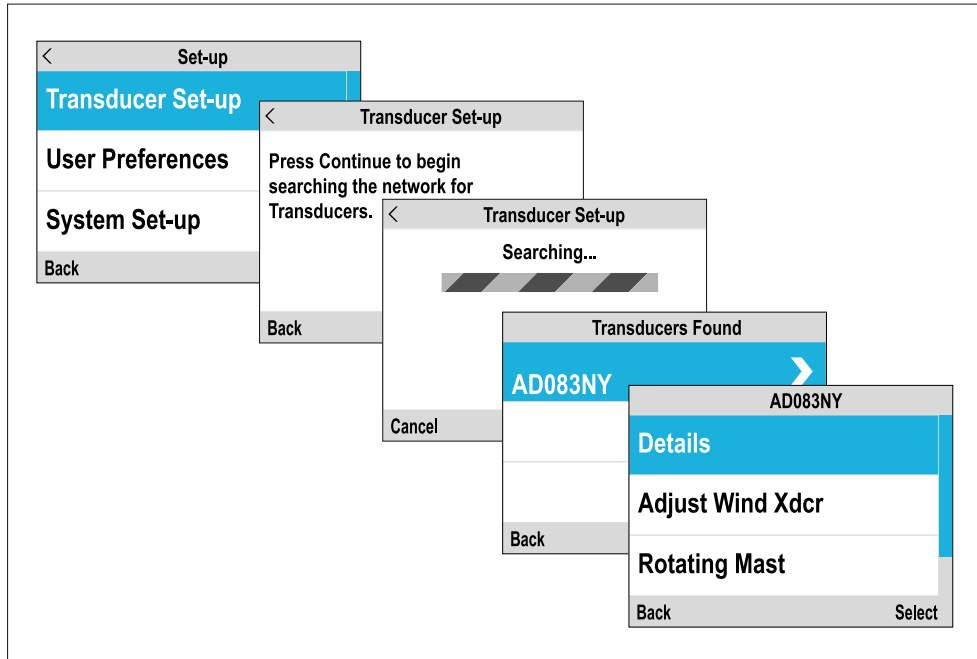 Set-up
Transducer Set-up
User Preferences
System Set-up
Back
Transducer Set-up
Press Continue to begin
searching the network for
Transducers.
Back
Transducer Set-up
Searching...
Cancel
Transducers Found
AD083NY
Back
AD083NY
Details
Adjust Wind Xdcr
Rotating Mast
Back Select